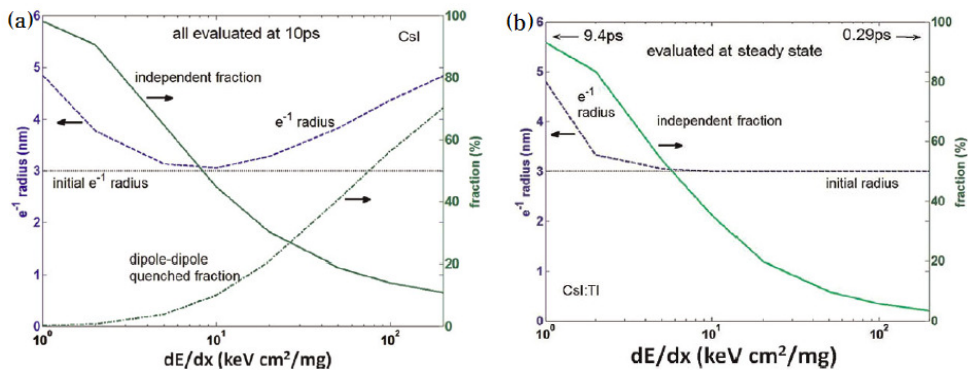 (a)
6
5
4
3
2
1
0
e⁻¹ radius (nm)
all evaluated at 10ps
CsI
independent fraction
e⁻¹ radius
initial e⁻¹ radius
dipole-dipole
quenched fraction
100
80
60
40
20
0
fraction (%)
10⁰
10¹
10²
dE/dx (keV cm²/mg)
(b)
6
5
4
3
2
1
0
e⁻¹ radius (nm)
9.4ps
0.29ps
evaluated at steady state
e⁻¹
radius
independent fraction
initial radius
CsI:Tl
100
80
60
40
20
0
fraction (%)
10⁰
10¹
10²
dE/dx (keV cm²/mg)